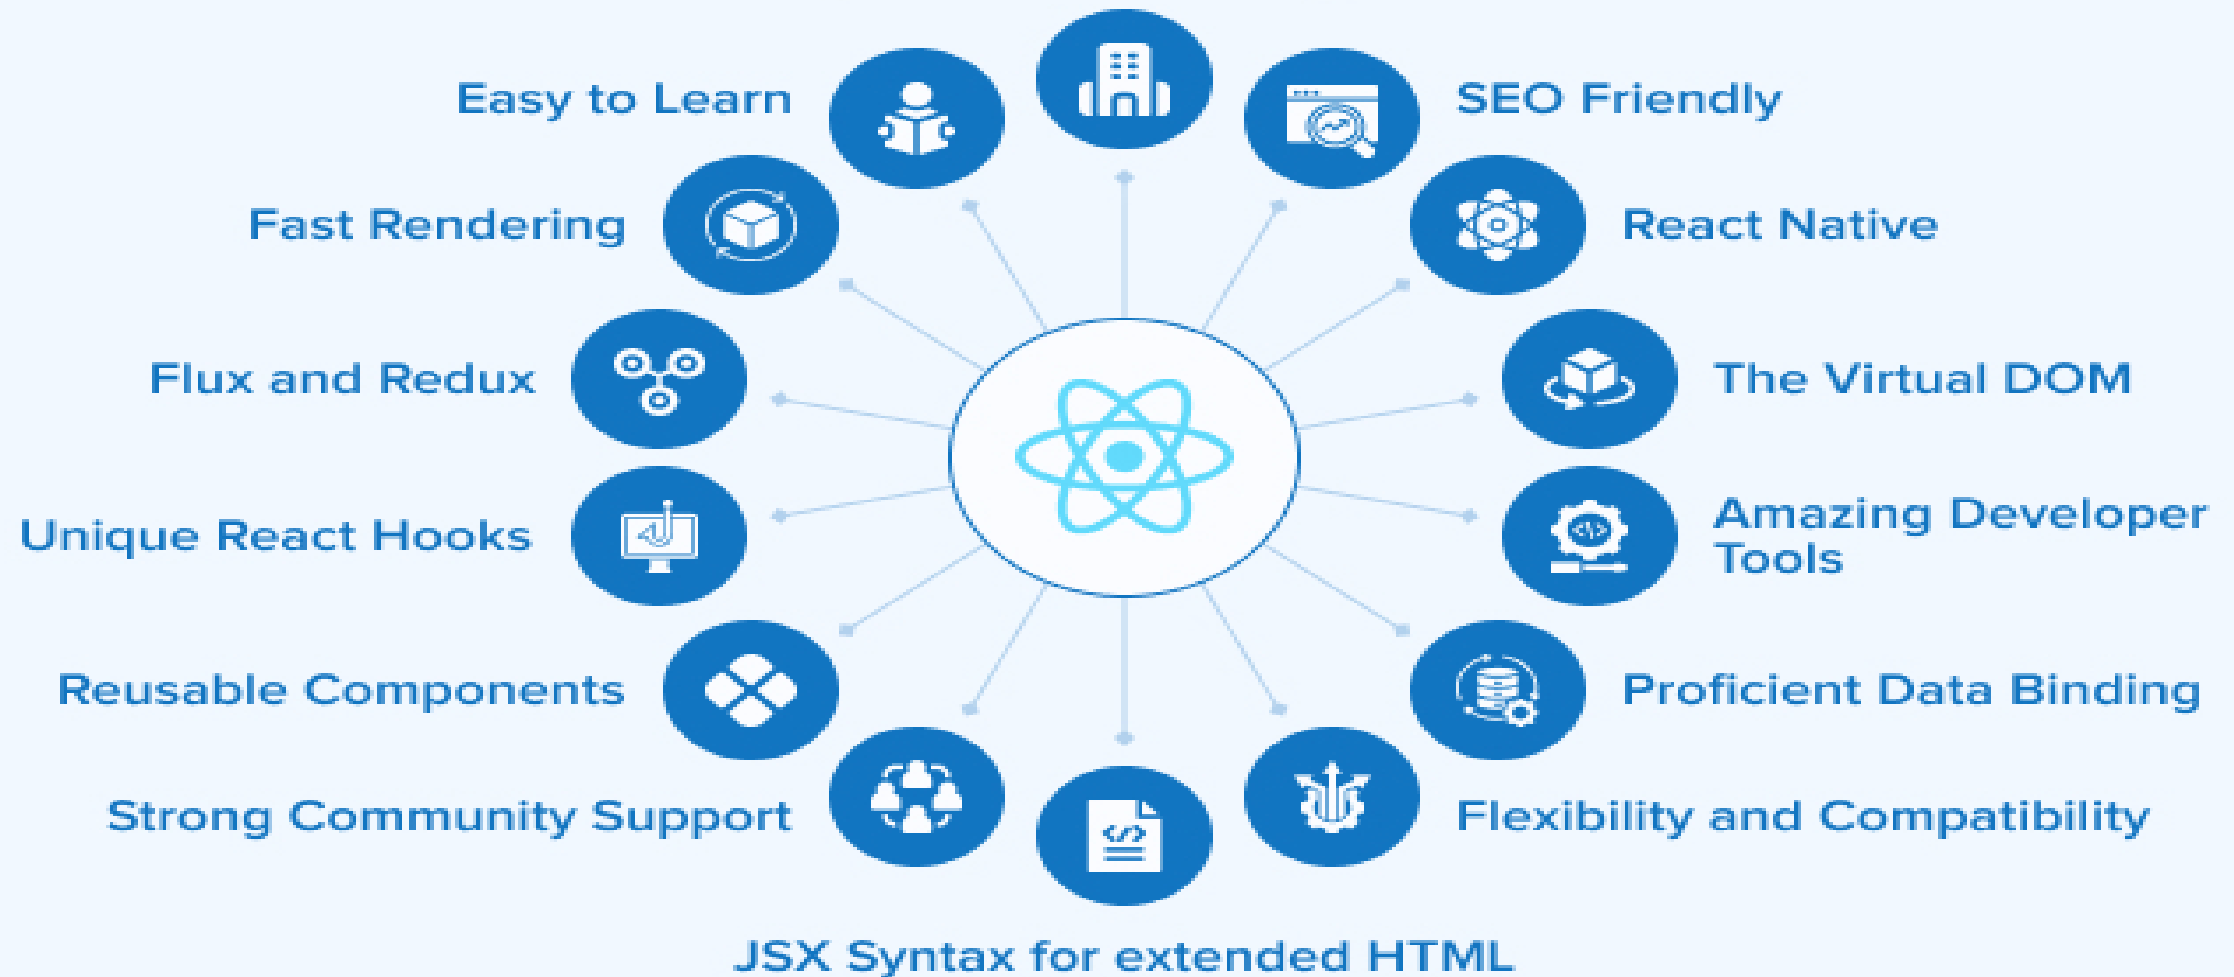 Easy to Learn
SEO Friendly
Fast Rendering
React Native
Flux and Redux
The Virtual DOM
Unique React Hooks
Amazing Developer
Tools
Reusable Components
Proficient Data Binding
Strong Community Support
Flexibility and Compatibility
JSX Syntax for extended HTML